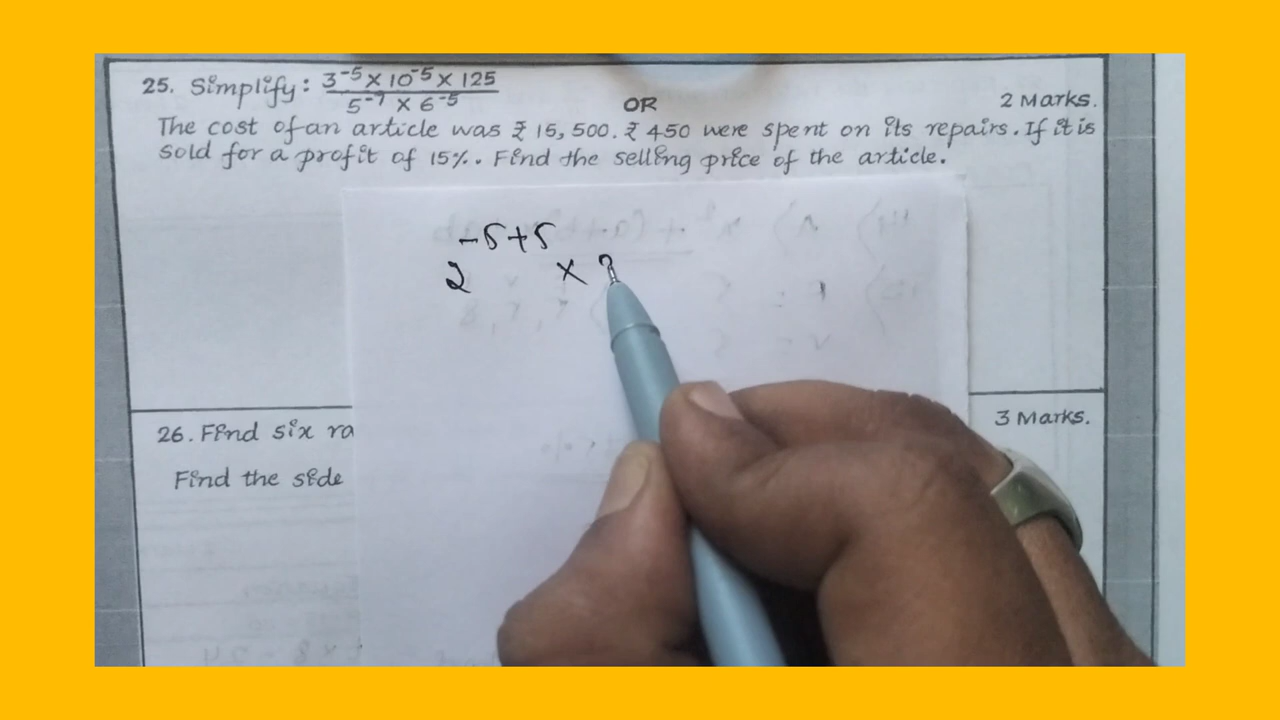 25. Simplify: 3⁻⁵ × 10⁻⁵ × 125
5⁻⁷ × 6⁻⁵
OR
2 Marks.
The cost of an article was ₹ 15,500. ₹ 450 were spent on its repairs. If it is
sold for a profit of 15%. Find the selling price of the article.
2⁻⁵⁺⁵ ×
26. Find six ra
3 Marks.
Find the side